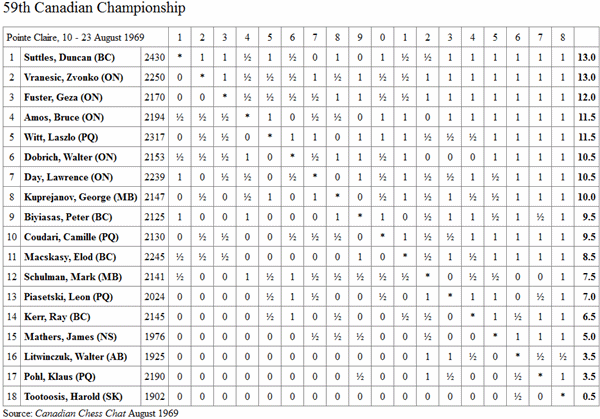 59th Canadian Championship
Pointe Claire, 10 - 23 August 1969 1 2 3 4 5 6 7 8 9 0 1 2 3 4 5 6 7 8
1 Suttles, Duncan (BC) 2430 * 1 1 ½ 1 ½ 0 1 0 1 ½ ½ 1 1 1 1 1 1 13.0
2 Vranesic, Zvonko (ON) 2250 0 * 1 ½ ½ ½ 1 ½ 1 ½ ½ 1 1 1 1 1 1 1 13.0
3 Fuster, Geza (ON) 2170 0 0 * ½ ½ ½ ½ 1 1 ½ ½ 1 1 1 1 1 1 1 12.0
4 Amos, Bruce (ON) 2194 ½ ½ ½ * 1 0 ½ ½ 0 1 1 0 1 1 1 1 1 1 11.5
5 Witt, Laszlo (PQ) 2317 0 ½ ½ 0 * 1 1 0 1 1 1 ½ ½ ½ 1 1 1 1 11.5
6 Dobrich, Walter (ON) 2153 ½ ½ ½ 1 0 * ½ 1 1 ½ 1 0 0 0 1 1 1 1 10.5
7 Day, Lawrence (ON) 2239 1 0 ½ ½ 0 ½ * 0 1 ½ 1 ½ 1 ½ ½ 1 1 1 10.5
8 Kuprejanov, George (MB) 2147 0 ½ 0 ½ 1 0 1 * 0 ½ 1 ½ ½ 1 ½ 1 1 1 10.0
9 Biyiasas, Peter (BC) 2125 1 0 0 1 0 0 0 1 * 1 0 ½ 1 1 ½ 1 ½ 1 9.5
10 Coudari, Camille (PQ) 2130 0 ½ ½ 0 0 ½ ½ ½ 0 * 1 ½ ½ 1 1 1 1 1 9.5
11 Macskasy, Elod (BC) 2245 ½ ½ ½ 0 0 0 0 0 1 0 * ½ 1 ½ 1 1 1 1 8.5
12 Schulman, Mark (MB) 2141 ½ 0 0 1 ½ 1 ½ ½ ½ ½ ½ * 0 ½ ½ 0 0 1 7.5
13 Piasetski, Leon (PQ) 2024 0 0 0 0 ½ 1 0 ½ 0 ½ 0 1 * 1 1 0 ½ 1 7.0
14 Kerr, Ray (BC) 2145 0 0 0 0 ½ 1 ½ 0 0 0 ½ ½ 0 * 1 ½ 1 1 6.5
15 Mathers, James (NS) 1976 0 0 0 0 0 0 ½ ½ ½ 0 0 ½ 0 0 * 1 1 1 5.0
16 Litwinczuk, Walter (AB) 1925 0 0 0 0 0 0 0 0 0 0 0 1 1 ½ 0 * ½ ½ 3.5
17 Pohl, Klaus (PQ) 2190 0 0 0 0 0 0 0 0 ½ 0 0 1 ½ 0 0 ½ * 1 3.5
18 Tootoosis, Harold (SK) 1902 0 0 0 0 0 0 0 0 0 0 0 0 0 0 0 ½ 0 * 0.5
Source: Canadian Chess Chat August 1969